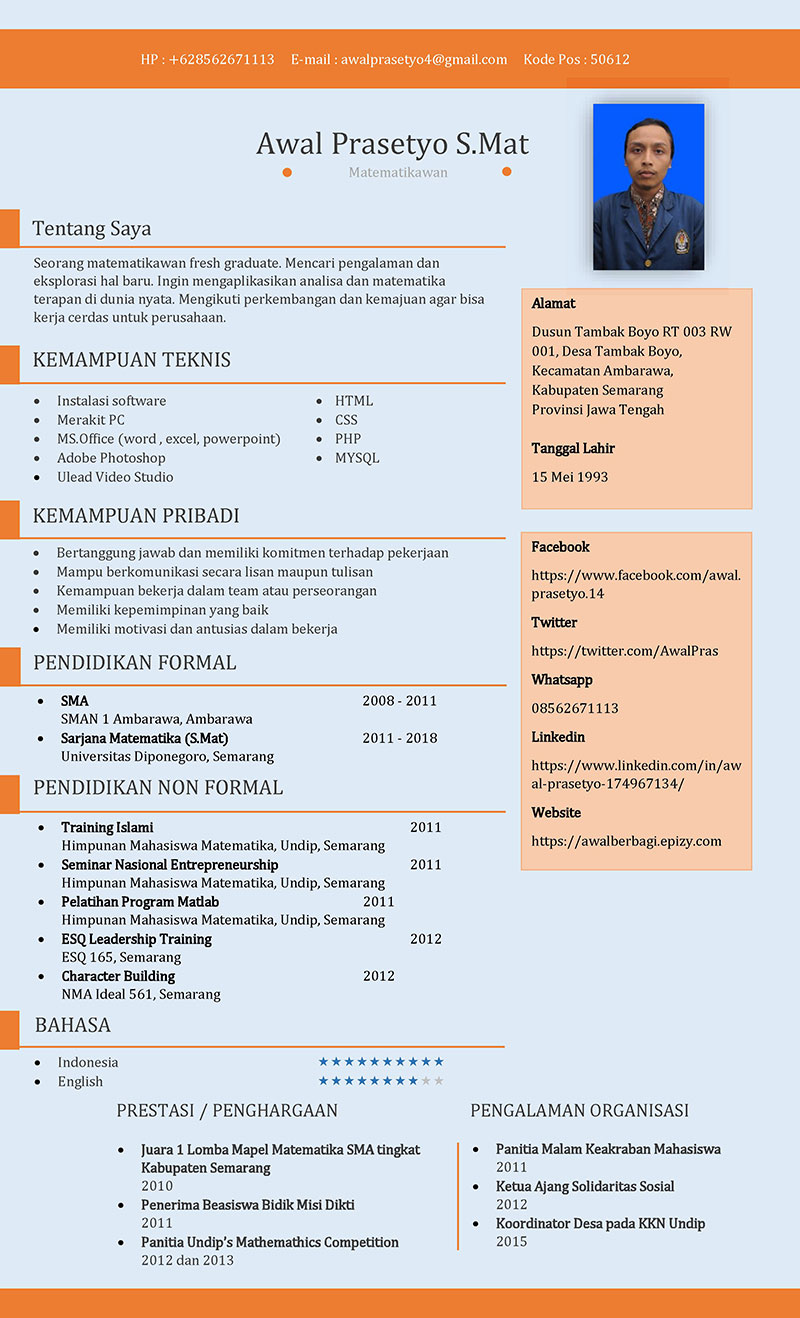 HP : +628562671113 E-mail : awalprasetyo4@gmail.com Kode Pos : 50612
Awal Prasetyo S.Mat
Matematikawan
Tentang Saya
Seorang matematikawan fresh graduate. Mencari pengalaman dan
eksplorasi hal baru. Ingin mengaplikasikan analisa dan matematika
terapan di dunia nyata. Mengikuti perkembangan dan kemajuan agar bisa
kerja cerdas untuk perusahaan.
KEMAMPUAN TEKNIS
• Instalasi software
• Merakit PC
• MS.Office (word , excel, powerpoint)
• Adobe Photoshop
• Ulead Video Studio
• HTML
• CSS
• PHP
• MYSQL
KEMAMPUAN PRIBADI
• Bertanggung jawab dan memiliki komitmen terhadap pekerjaan
• Mampu berkomunikasi secara lisan maupun tulisan
• Kemampuan bekerja dalam team atau perseorangan
• Memiliki kepemimpinan yang baik
• Memiliki motivasi dan antusias dalam bekerja
PENDIDIKAN FORMAL
• SMA 2008 - 2011
SMAN 1 Ambarawa, Ambarawa
• Sarjana Matematika (S.Mat) 2011 - 2018
Universitas Diponegoro, Semarang
PENDIDIKAN NON FORMAL
• Training Islami 2011
Himpunan Mahasiswa Matematika, Undip, Semarang
• Seminar Nasional Entrepreneurship 2011
Himpunan Mahasiswa Matematika, Undip, Semarang
• Pelatihan Program Matlab 2011
Himpunan Mahasiswa Matematika, Undip, Semarang
• ESQ Leadership Training 2012
ESQ 165, Semarang
• Character Building 2012
NMA Ideal 561, Semarang
BAHASA
• Indonesia ★★★★★★★★★★
• English ★★★★★★★★★★
Alamat
Dusun Tambak Boyo RT 003 RW
001, Desa Tambak Boyo,
Kecamatan Ambarawa,
Kabupaten Semarang
Provinsi Jawa Tengah
Tanggal Lahir
15 Mei 1993
Facebook
https://www.facebook.com/awal.
prasetyo.14
Twitter
https://twitter.com/AwalPras
Whatsapp
08562671113
Linkedin
https://www.linkedin.com/in/aw
al-prasetyo-174967134/
Website
https://awalberbagi.epizy.com
PRESTASI / PENGHARGAAN
• Juara 1 Lomba Mapel Matematika SMA tingkat
Kabupaten Semarang
2010
• Penerima Beasiswa Bidik Misi Dikti
2011
• Panitia Undip's Mathemathics Competition
2012 dan 2013
PENGALAMAN ORGANISASI
• Panitia Malam Keakraban Mahasiswa
2011
• Ketua Ajang Solidaritas Sosial
2012
• Koordinator Desa pada KKN Undip
2015